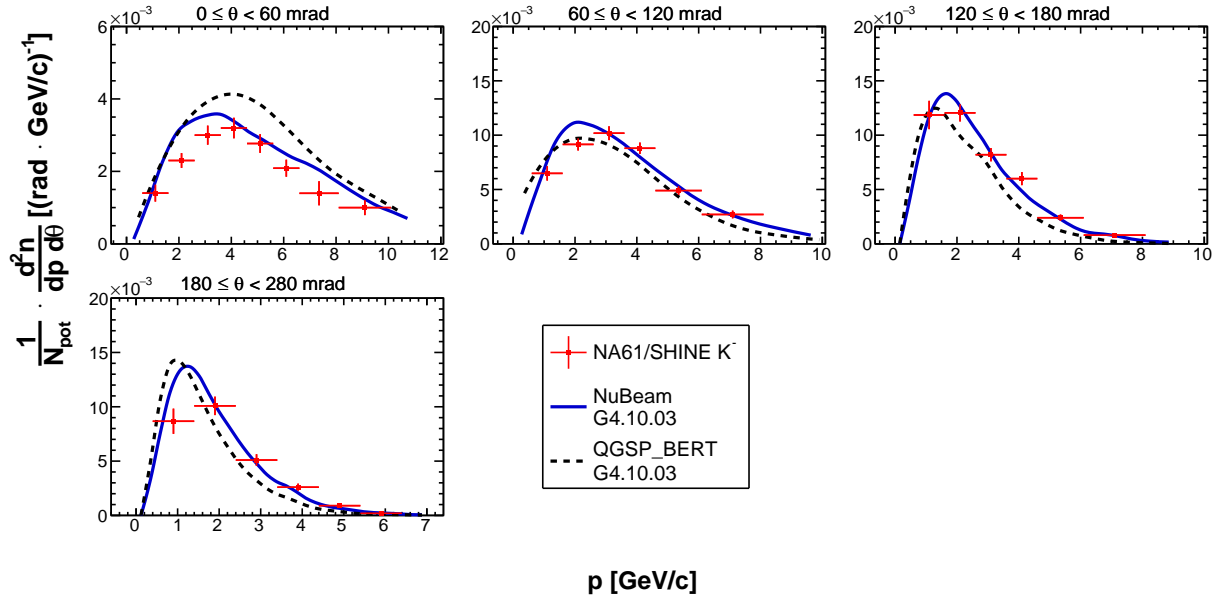 0 ≤ θ < 60 mrad
60 ≤ θ < 120 mrad
120 ≤ θ < 180 mrad
×10⁻³
6
4
2
0
0 2 4 6 8 10 12
×10⁻³
20
15
10
5
0
0 2 4 6 8 10
×10⁻³
20
15
10
5
0
0 2 4 6 8 10
1/N_pot · d²n/dp dθ [(rad · GeV/c)⁻¹]
180 ≤ θ < 280 mrad
×10⁻³
20
15
10
5
0
0 1 2 3 4 5 6 7
NA61/SHINE K⁻
NuBeam
G4.10.03
QGSP_BERT
G4.10.03
p [GeV/c]